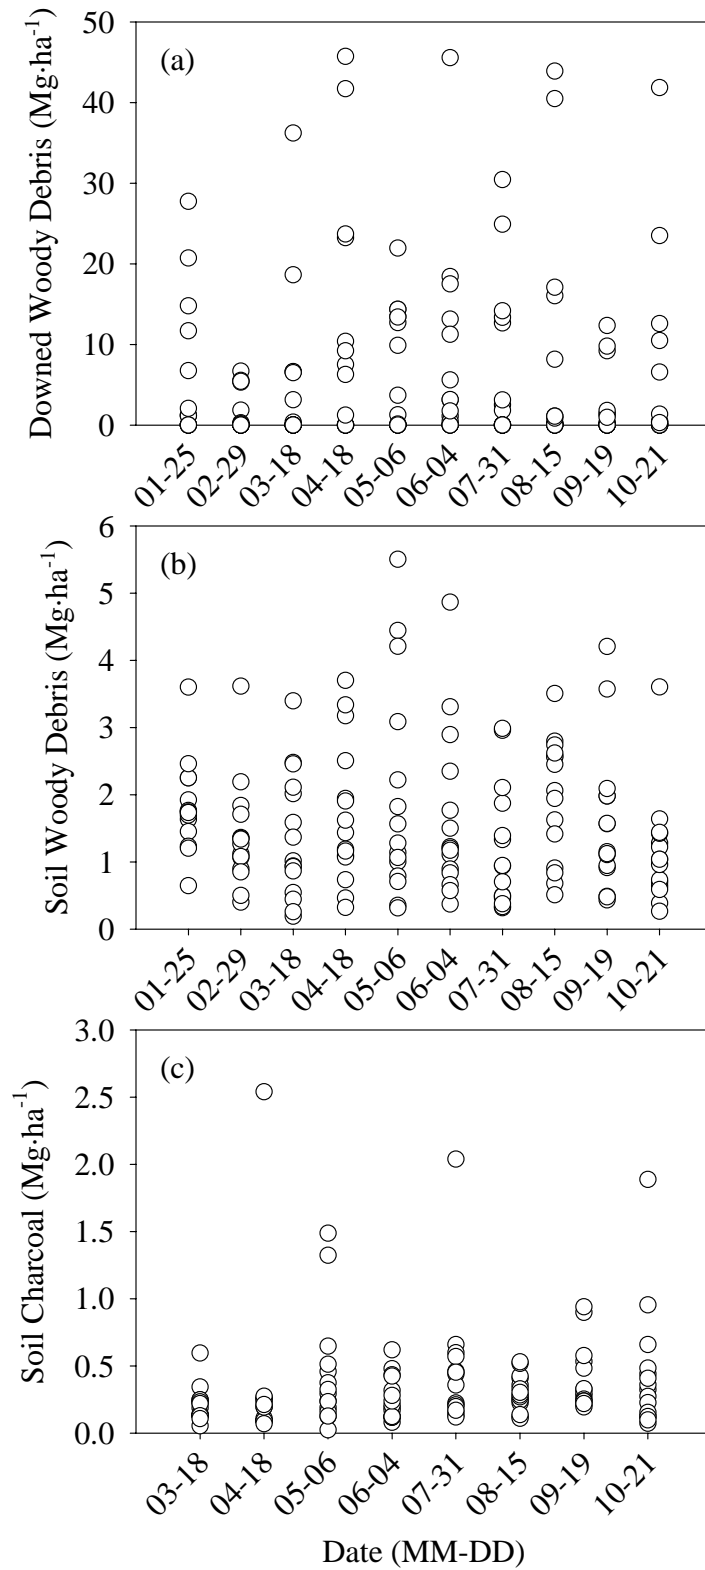 (a)
Downed Woody Debris (Mg·ha⁻¹)
50
40
30
20
10
0
01-25 02-29 03-18 04-18 05-06 06-04 07-31 08-15 09-19 10-21
(b)
Soil Woody Debris (Mg·ha⁻¹)
6
5
4
3
2
1
0
01-25 02-29 03-18 04-18 05-06 06-04 07-31 08-15 09-19 10-21
(c)
Soil Charcoal (Mg·ha⁻¹)
3.0
2.5
2.0
1.5
1.0
0.5
0.0
03-18 04-18 05-06 06-04 07-31 08-15 09-19 10-21
Date (MM-DD)